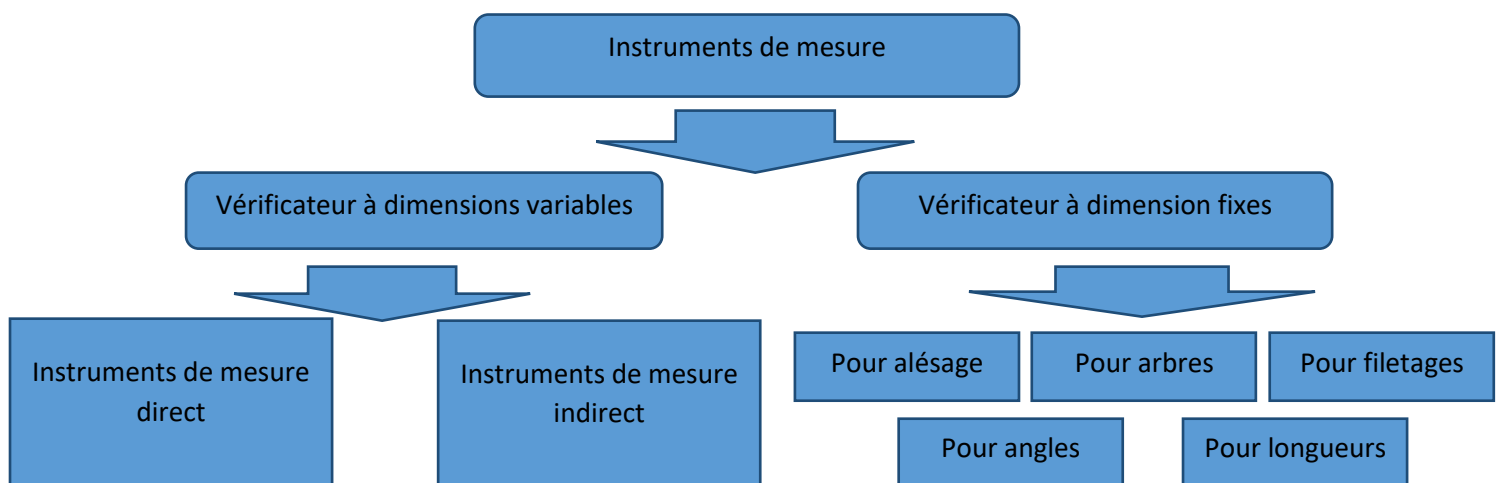 Instruments de mesure
Vérificateur à dimensions variables
Vérificateur à dimension fixes
Instruments de mesure
direct
Instruments de mesure
indirect
Pour alésage
Pour arbres
Pour filetages
Pour angles
Pour longueurs